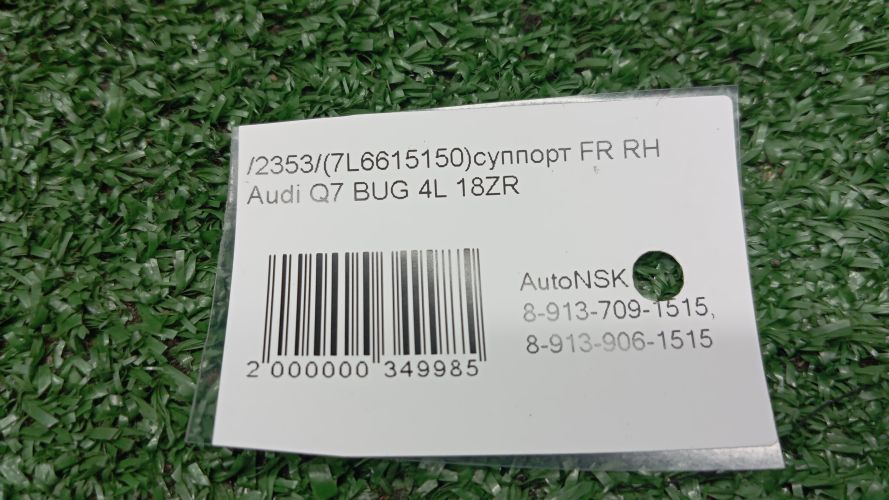 /2353/(7L6615150)суппорт FR RH
Audi Q7 BUG 4L 18ZR
AutoNSK
8-913-709-1515,
8-913-906-1515
2 000000 349985